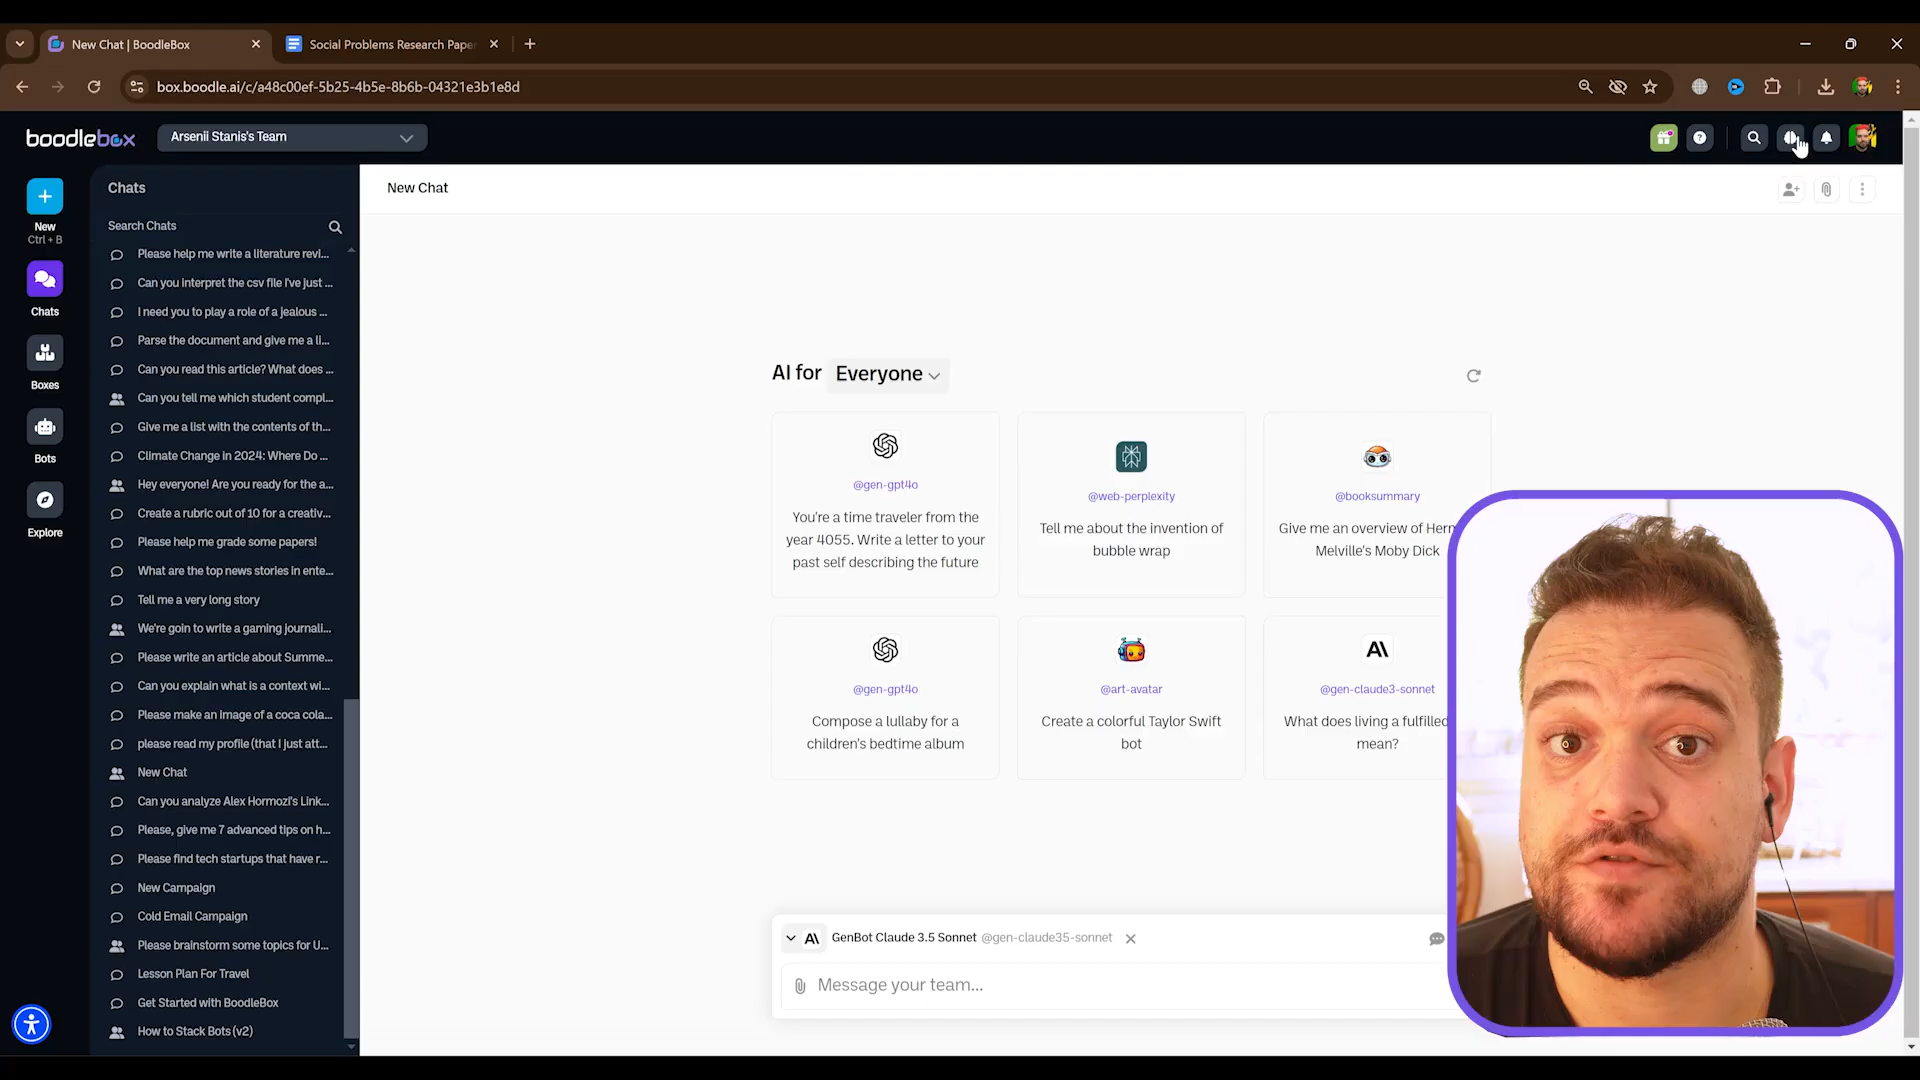 New Chat | BoodleBox
Social Problems Research Pape
box.boodle.ai/c/a48c00ef-5b25-4b5e-8b6b-04321e3b1e8d
boodlebox
Arsenii Stanis's Team
New
Ctrl + B
Chats
Boxes
Bots
Explore
Chats
Search Chats
Please help me write a literature revi...
Can you interpret the csv file I've just ...
I need you to play a role of a jealous ...
Parse the document and give me a li...
Can you read this article? What does ...
Can you tell me which student compl...
Give me a list with the contents of th...
Climate Change in 2024: Where Do ...
Hey everyone! Are you ready for the a...
Create a rubric out of 10 for a creativ...
Please help me grade some papers!
What are the top news stories in ente...
Tell me a very long story
We're goin to write a gaming journali...
Please write an article about Summe...
Can you explain what is a context wi...
Please make an image of a coca cola...
please read my profile (that I just att...
New Chat
Can you analyze Alex Hormozi's Link...
Please, give me 7 advanced tips on h...
Please find tech startups that have r...
New Campaign
Cold Email Campaign
Please brainstorm some topics for U...
Lesson Plan For Travel
Get Started with BoodleBox
How to Stack Bots (v2)
New Chat
AI for Everyone
@gen-gpt4o
You're a time traveler from the
year 4055. Write a letter to your
past self describing the future
@web-perplexity
Tell me about the invention of
bubble wrap
@booksummary
Give me an overview of Her
Melville's Moby Dick
@gen-gpt4o
Compose a lullaby for a
children's bedtime album
@art-avatar
Create a colorful Taylor Swift
bot
@gen-claude3-sonnet
What does living a fulfilled
mean?
GenBot Claude 3.5 Sonnet @gen-claude35-sonnet
Message your team...